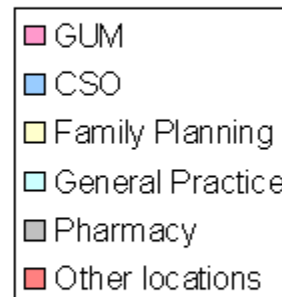 GUM
CSO
Family Planning
General Practice
Pharmacy
Other locations